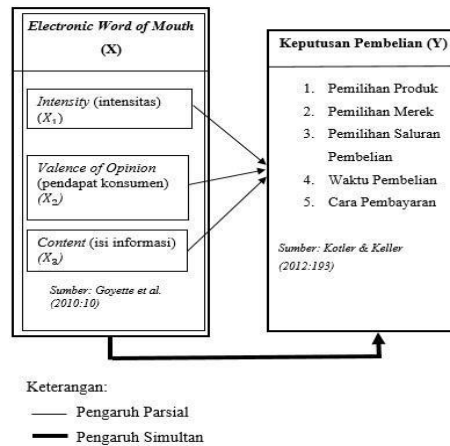 Electronic Word of Mouth
(X)
Intensity (intensitas)
(X₁)
Valence of Opinion
(pendapat konsumen)
(X₂)
Content (isi informasi)
(X₃)
Sumber: Goyette et al.
(2010:10)
Keputusan Pembelian (Y)
1. Pemilihan Produk
2. Pemilihan Merek
3. Pemilihan Saluran
Pembelian
4. Waktu Pembelian
5. Cara Pembayaran
Sumber: Kotler & Keller
(2012:193)
Keterangan:
Pengaruh Parsial
Pengaruh Simultan